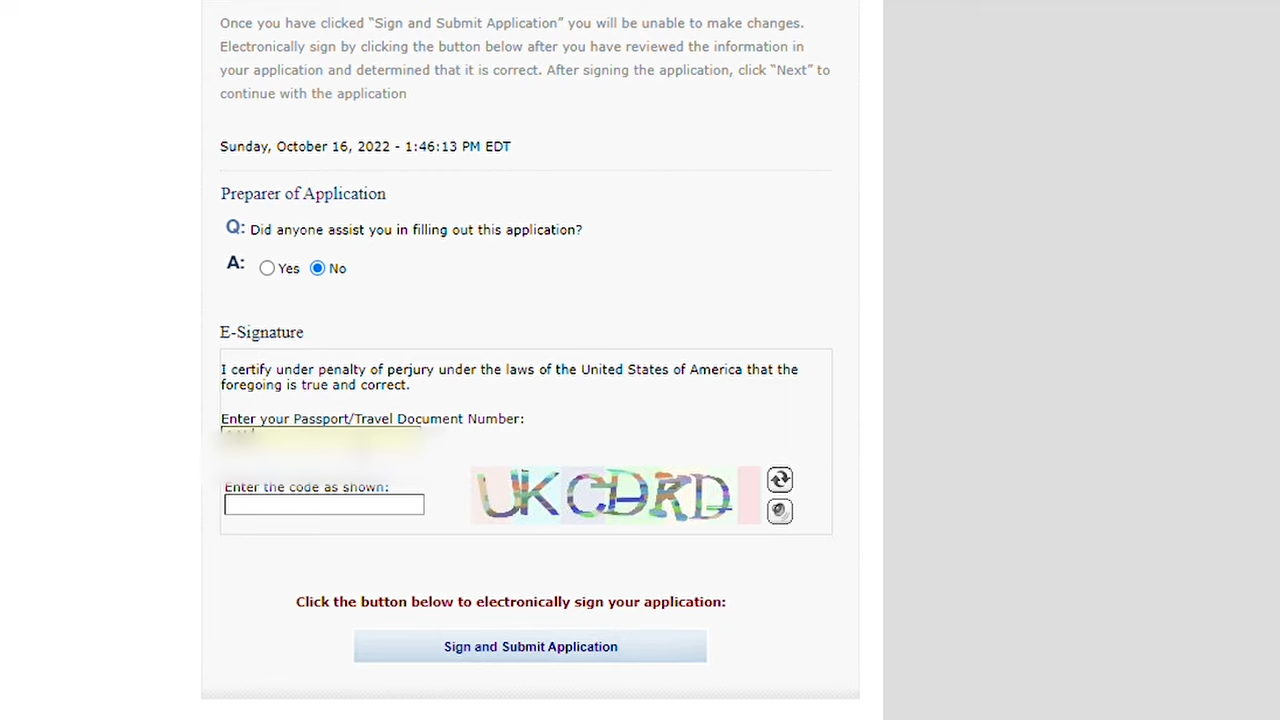 Once you have clicked “Sign and Submit Application” you will be unable to make changes.
Electronically sign by clicking the button below after you have reviewed the information in
your application and determined that it is correct. After signing the application, click “Next” to
continue with the application
Sunday, October 16, 2022 - 1:46:13 PM EDT
Preparer of Application
Q: Did anyone assist you in filling out this application?
A: Yes No
E-Signature
I certify under penalty of perjury under the laws of the United States of America that the
foregoing is true and correct.
Enter your Passport/Travel Document Number:
Enter the code as shown:
Click the button below to electronically sign your application:
Sign and Submit Application